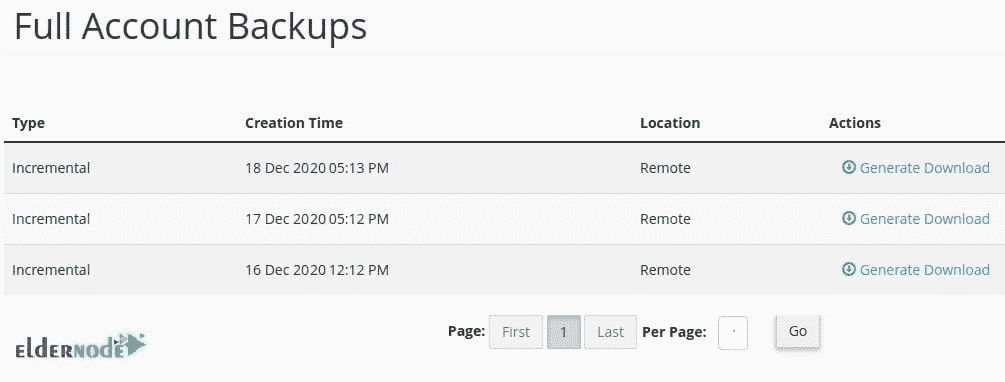 Full Account Backups
Type Creation Time Location Actions
Incremental 18 Dec 2020 05:13 PM Remote Generate Download
Incremental 17 Dec 2020 05:12 PM Remote Generate Download
Incremental 16 Dec 2020 12:12 PM Remote Generate Download
Page: First 1 Last Per Page: Go
eldernode